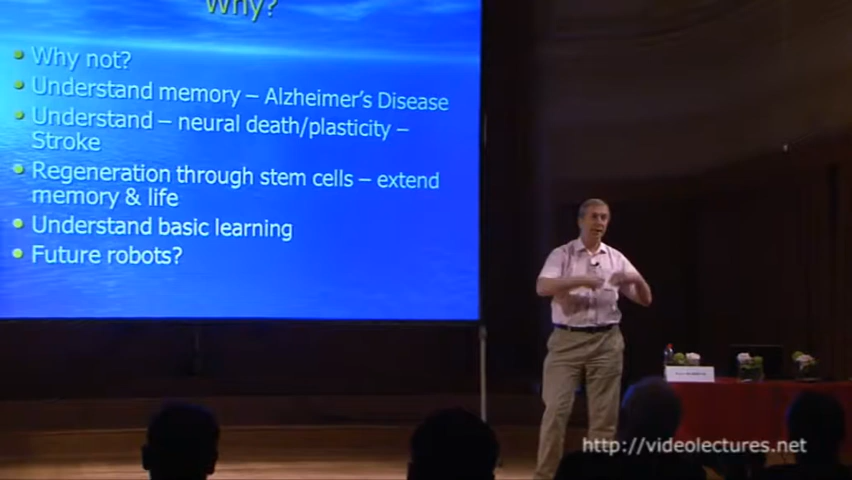 Why?
Why not?
Understand memory – Alzheimer's Disease
Understand – neural death/plasticity –
Stroke
Regeneration through stem cells – extend
memory & life
Understand basic learning
Future robots?
http://videolectures.net